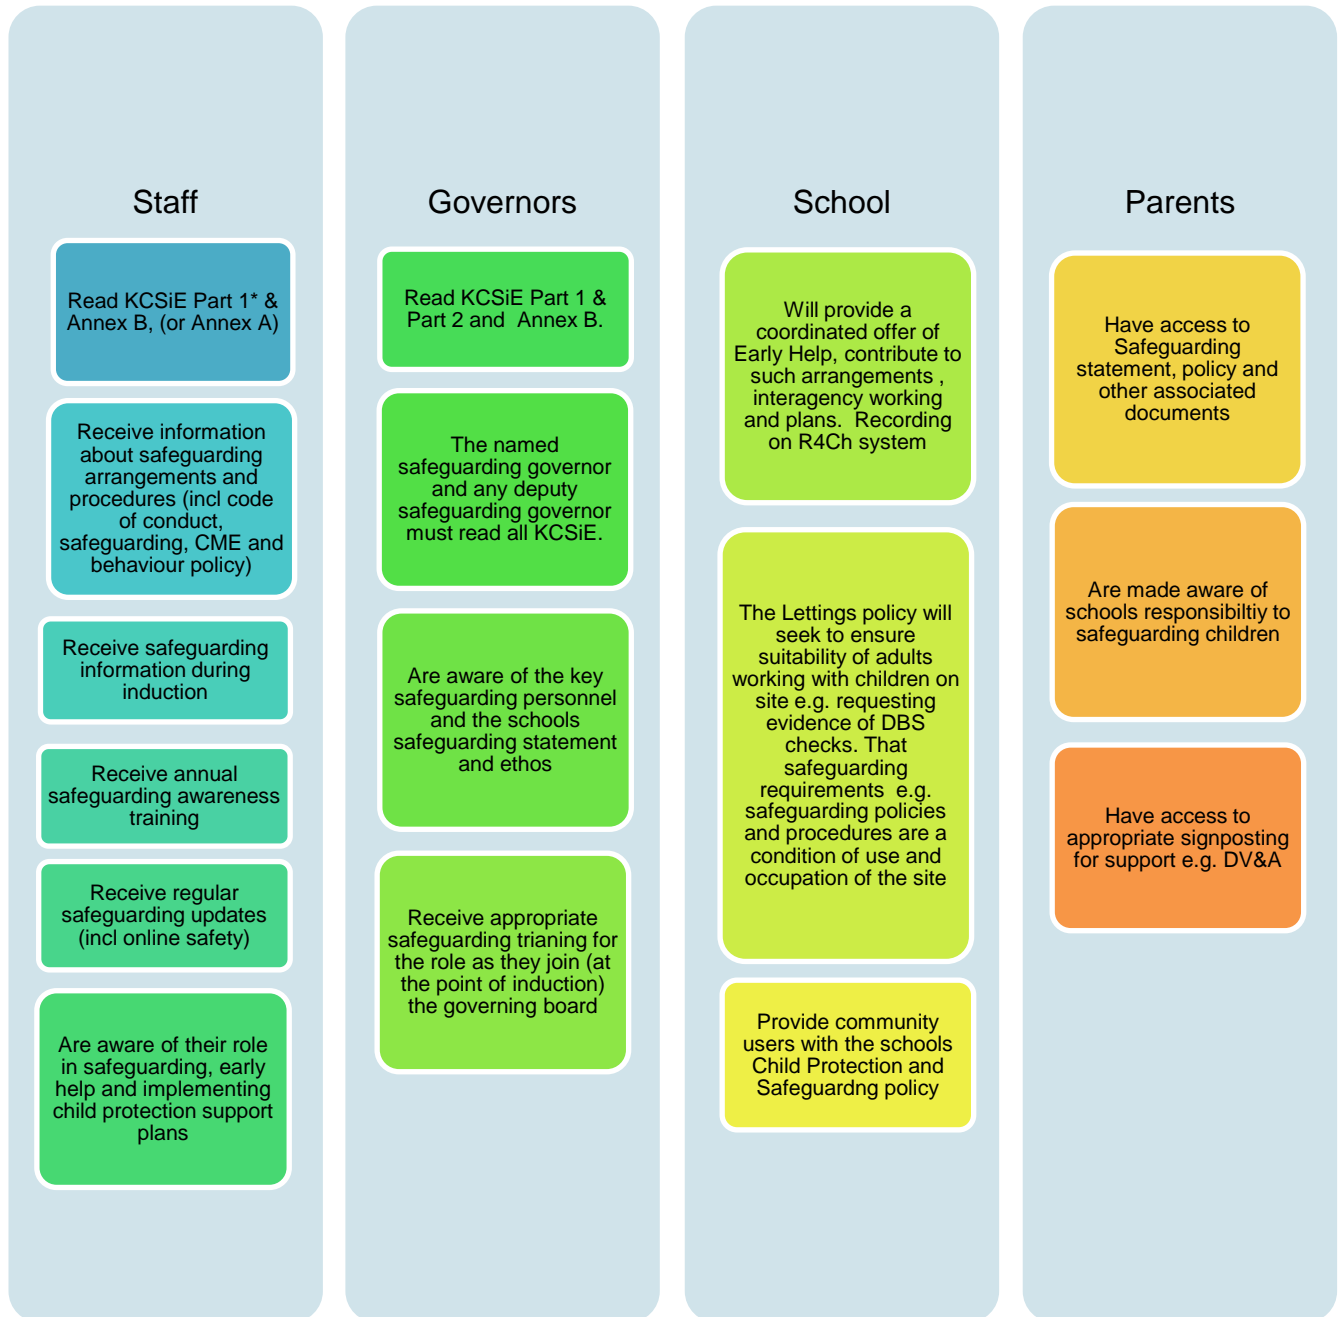 Staff
Read KCSiE Part 1* &
Annex B, (or Annex A)
Receive information
about safeguarding
arrangements and
procedures (incl code
of conduct,
safeguarding, CME and
behaviour policy)
Receive safeguarding
information during
induction
Receive annual
safeguarding awareness
training
Receive regular
safeguarding updates
(incl online safety)
Are aware of their role
in safeguarding, early
help and implementing
child protection support
plans
Governors
Read KCSiE Part 1 &
Part 2 and Annex B.
The named
safeguarding governor
and any deputy
safeguarding governor
must read all KCSiE.
Are aware of the key
safeguarding personnel
and the schools
safeguarding statement
and ethos
Receive appropriate
safeguarding trianing for
the role as they join (at
the point of induction)
the governing board
School
Will provide a
coordinated offer of
Early Help, contribute to
such arrangements ,
interagency working
and plans. Recording
on R4Ch system
The Lettings policy will
seek to ensure
suitability of adults
working with children on
site e.g. requesting
evidence of DBS
checks. That
safeguarding
requirements e.g.
safeguarding policies
and procedures are a
condition of use and
occupation of the site
Provide community
users with the schools
Child Protection and
Safeguardng policy
Parents
Have access to
Safeguarding
statement, policy and
other associated
documents
Are made aware of
schools responsibiltiy to
safeguarding children
Have access to
appropriate signposting
for support e.g. DV&A